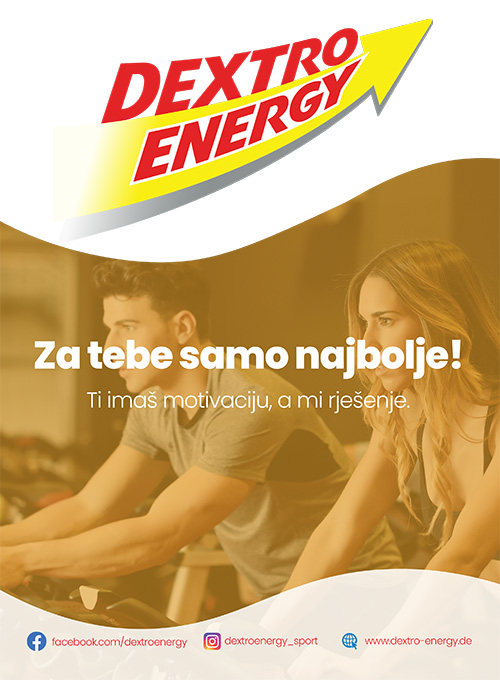 DEXTRO
ENERGY
Za tebe samo najbolje!
Ti imaš motivaciju, a mi rješenje.
facebook.com/dextroenergy dextroenergy_sport www.dextro-energy.de